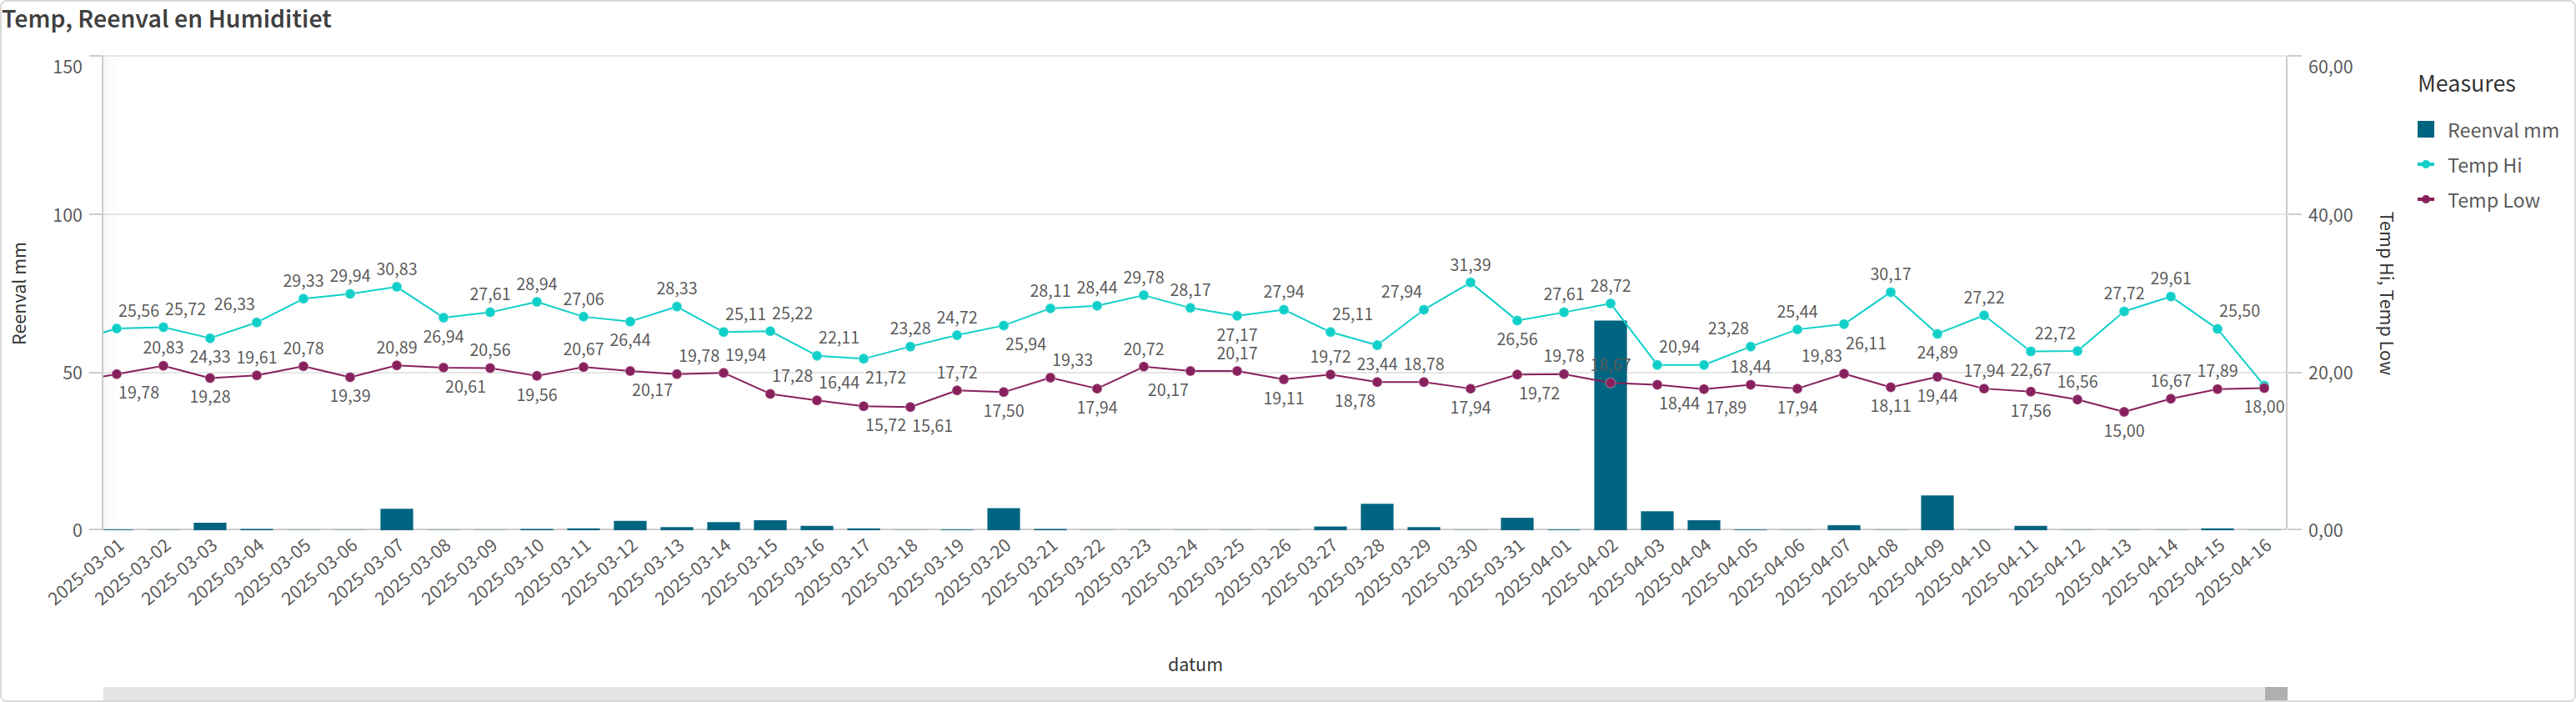 Temp, Reenval en Humiditiet
150
100
50
0
Reenval mm
60,00
40,00
20,00
0,00
Temp Hi, Temp Low
Measures
Reenval mm
Temp Hi
Temp Low
25,56 25,72 26,33 29,33 29,94 30,83 27,61 28,94 27,06 28,33 25,11 25,22 22,11 23,28 24,72 28,11 28,44 29,78 28,17 27,94 25,11 27,94 31,39 27,61 28,72 23,28 25,44 30,17 27,22 22,72 27,72 29,61 25,50
24,33 26,94 26,44 21,72 25,94 27,17 23,44 26,56 20,94 26,11 24,89 22,67
20,83 19,61 20,78 20,89 20,56 20,67 19,78 19,94 17,28 16,44 17,72 19,33 20,72 20,17 19,72 18,78 19,78 18,67 18,44 19,83 17,94 16,56 16,67 17,89
19,78 19,28 19,39 20,61 19,56 20,17 15,72 15,61 17,50 17,94 20,17 19,11 18,78 17,94 19,72 18,44 17,89 17,94 18,11 19,44 17,56 15,00 18,00
2025-03-01 2025-03-02 2025-03-03 2025-03-04 2025-03-05 2025-03-06 2025-03-07 2025-03-08 2025-03-09 2025-03-10 2025-03-11 2025-03-12 2025-03-13 2025-03-14 2025-03-15 2025-03-16 2025-03-17 2025-03-18 2025-03-19 2025-03-20 2025-03-21 2025-03-22 2025-03-23 2025-03-24 2025-03-25 2025-03-26 2025-03-27 2025-03-28 2025-03-29 2025-03-30 2025-03-31 2025-04-01 2025-04-02 2025-04-03 2025-04-04 2025-04-05 2025-04-06 2025-04-07 2025-04-08 2025-04-09 2025-04-10 2025-04-11 2025-04-12 2025-04-13 2025-04-14 2025-04-15 2025-04-16
datum